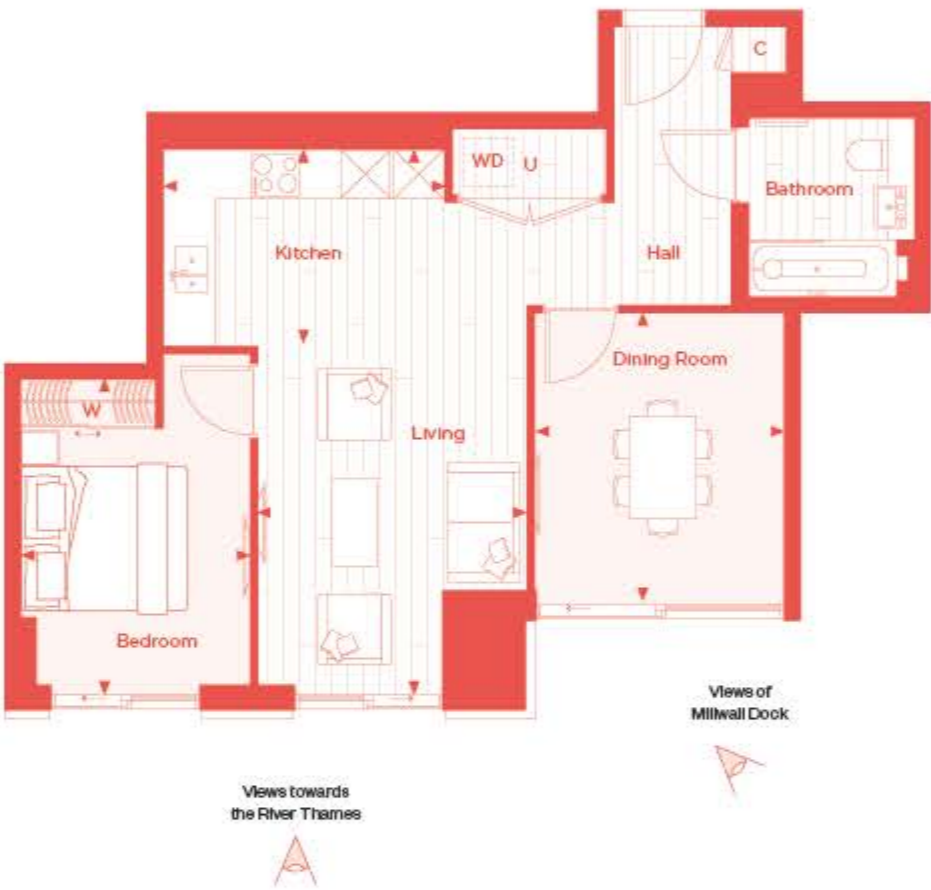 C
WD
U
Bathroom
Kitchen
Hall
Dining Room
W
Living
Bedroom
Views of
Millwall Dock
Views towards
the River Thames